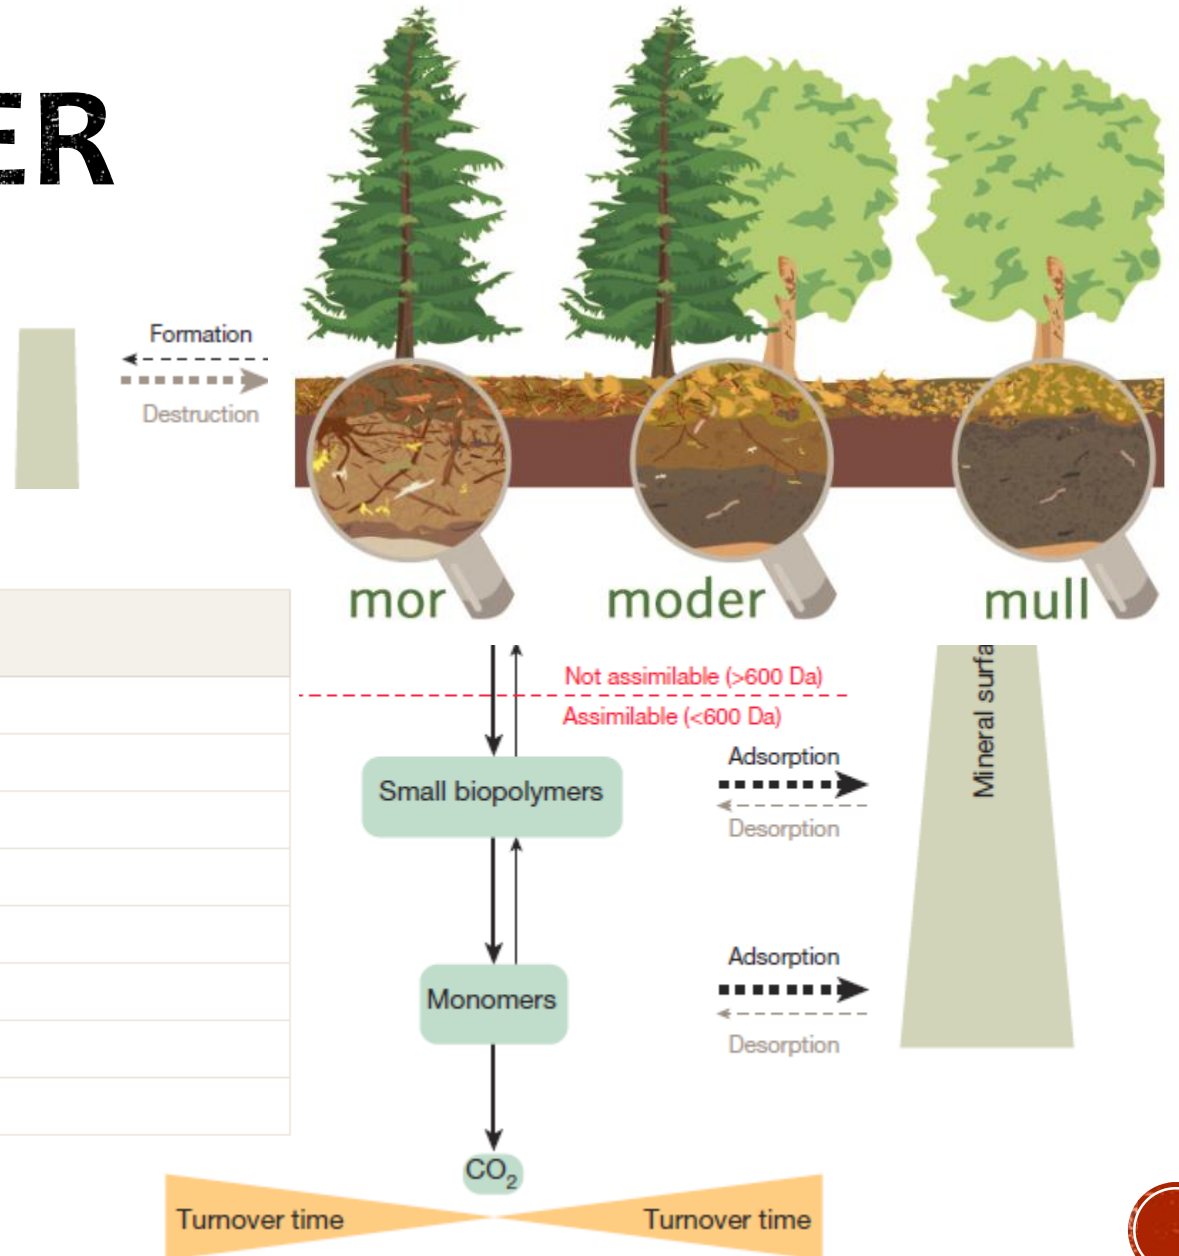 ER
Formation
Destruction
mor
moder
mull
Not assimilable (>600 Da)
Assimilable (<600 Da)
Small biopolymers
Adsorption
Desorption
Mineral surfa
Monomers
Adsorption
Desorption
CO2
Turnover time
Turnover time